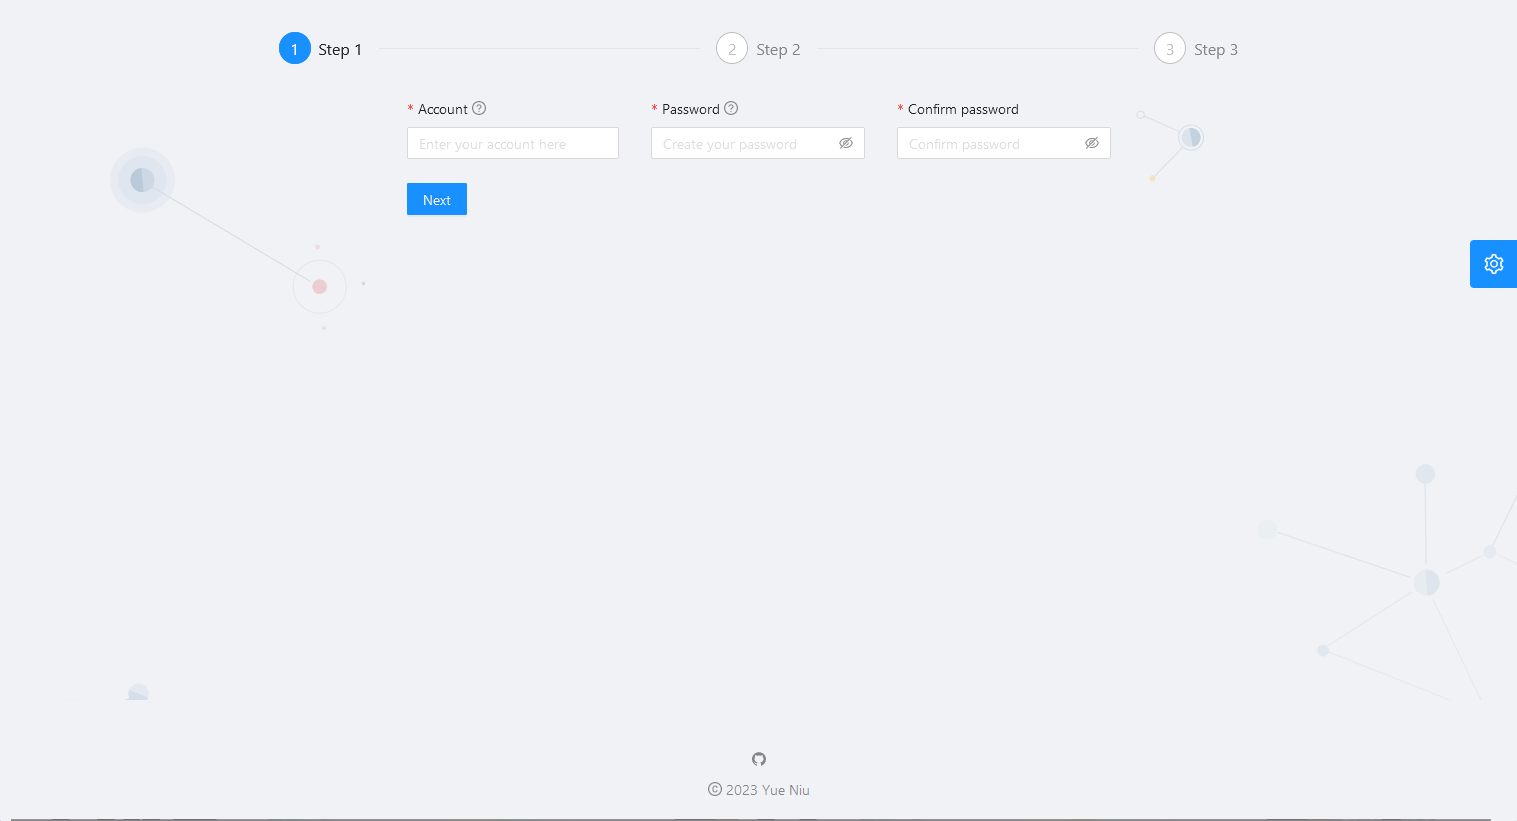 1 Step 1 2 Step 2 3 Step 3
* Account * Password * Confirm password
Enter your account here Create your password Confirm password
Next
© 2023 Yue Niu